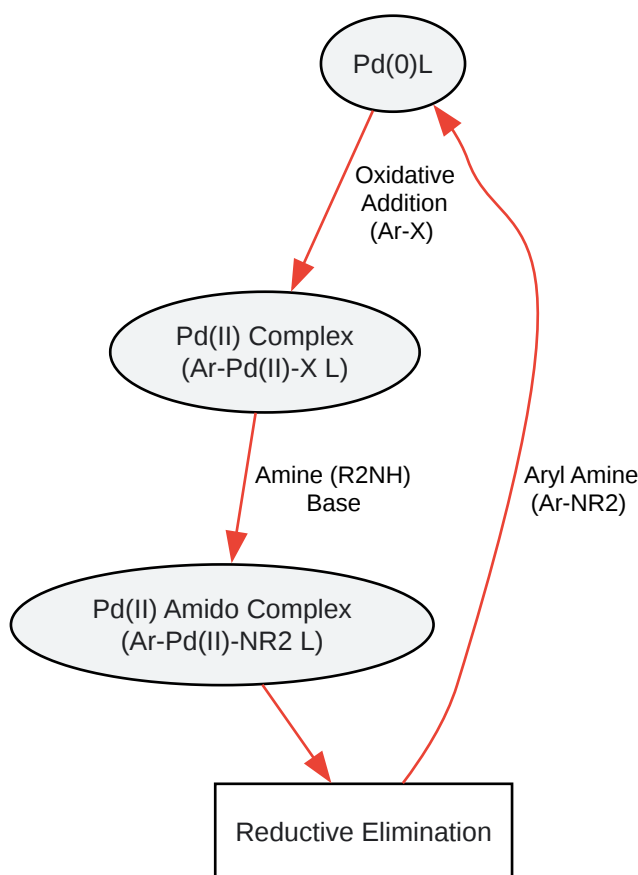 Pd(0)L
Oxidative
Addition
(Ar-X)
Pd(II) Complex
(Ar-Pd(II)-X L)
Amine (R2NH)
Base
Aryl Amine
(Ar-NR2)
Pd(II) Amido Complex
(Ar-Pd(II)-NR2 L)
Reductive Elimination